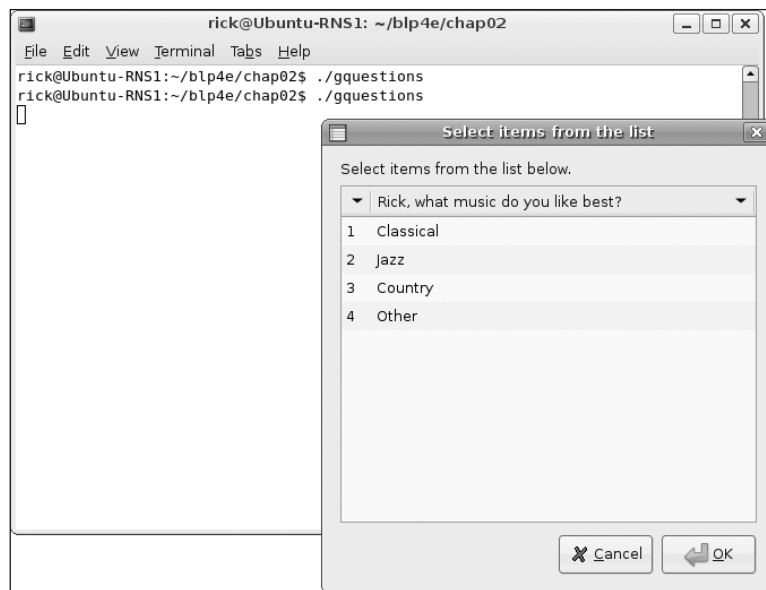 rick@Ubuntu-RNS1: ~/blp4e/chap02
File Edit View Terminal Tabs Help
rick@Ubuntu-RNS1:~/blp4e/chap02$ ./gquestions
rick@Ubuntu-RNS1:~/blp4e/chap02$ ./gquestions
Select items from the list
Select items from the list below.
Rick, what music do you like best?
1 Classical
2 Jazz
3 Country
4 Other
Cancel OK